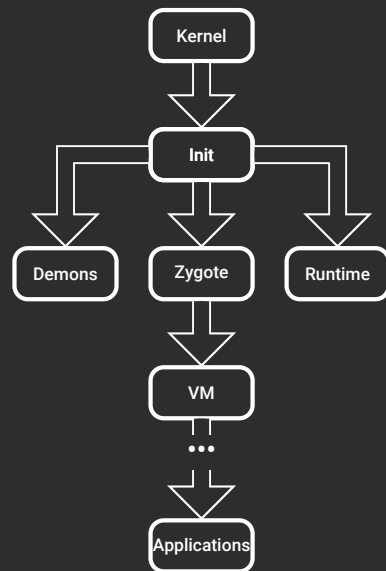 Kernel
Init
Demons
Zygote
Runtime
VM
...
Applications